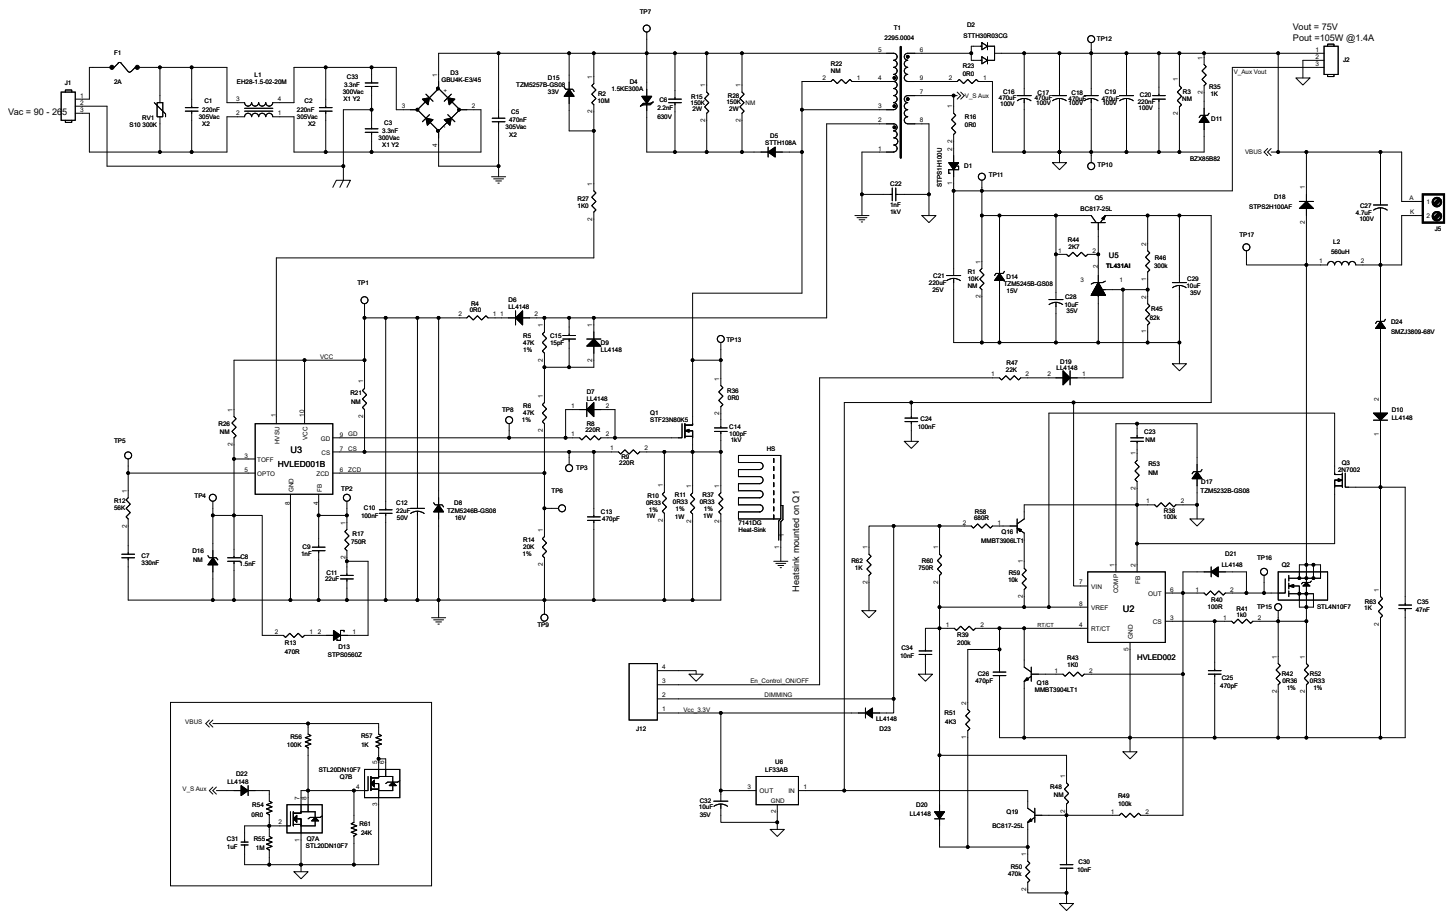 Vout = 75V
Pout =105W @1.4A
Vac = 90 - 265
J1
1
2
3
F1
2A
RV1
S10 300K
C1
220nF
305Vac
X2
L1
EH28-1.5-02-20M
C2
220nF
305Vac
X2
C33
3.3nF
300Vac
X1 Y2
C3
3.3nF
300Vac
X1 Y2
D3
GBU4K-E3/45
C5
470nF
305Vac
X2
D15
TZM5257B-GS08
33V
R2
10M
TP7
D4
1.5KE300A
C6
2.2nF
630V
R15
150K
2W
R28
150K
NM
2W
D5
STTH108A
R27
1K0
T1
2295.0004
R22
NM
D2
STTH30R03CG
R23
0R0
V_S Aux
R16
0R0
D1
STPS1H100U
C22
1nF
1kV
TP12
C16
470uF
100V
C17
470uF
100V
C18
470uF
100V
C19
470uF
100V
C20
220nF
100V
R3
NM
R35
1K
D11
BZX85B82
TP10
V_Aux Vout
J2
VBUS
D18
STPS2H100AF
C27
4.7uF
100V
A
K
J5
TP17
L2
560uH
TP11
C21
220uF
25V
R1
10K
NM
D14
TZM5245B-GS08
15V
Q5
BC817-25L
R44
2K7
U5
TL431AI
C28
10uF
35V
R46
300k
R45
82k
C29
10uF
35V
R47
22K
D19
LL4148
D24
SMZJ3809-68V
D10
LL4148
TP1
VCC
R4
0R0
D6
LL4148
R5
47K
1%
C15
15pF
D9
LL4148
R21
NM
R26
NM
U3
HVLED001B
HVSU
VCC
GD
CS
TOFF
OPTO
ZCD
GND
FB
GD
CS
ZCD
TP5
R12
56K
C7
330nF
TP4
D16
NM
C8
1.5nF
TP2
R17
750R
C9
1nF
C11
22uF
R13
470R
D13
STPS0560Z
C10
100nF
C12
22uF
50V
D8
TZM5246B-GS08
16V
R6
47K
1%
TP8
D7
LL4148
R8
220R
Q1
STF23N80K5
TP13
R36
0R0
C14
100pF
1kV
R9
220R
TP3
TP6
R14
20K
1%
TP9
C13
470pF
R10
0R33
1%
1W
R11
0R33
1%
1W
R37
0R33
1%
1W
HS
7141DG
Heat-Sink
Heatsink mounted on Q1
C24
100nF
C23
NM
R53
NM
D17
TZM5232B-GS08
R38
100k
Q3
2N7002
R58
680R
Q16
MMBT3906LT1
R62
1K
R60
750R
R59
10k
U2
HVLED002
VIN
VREF
RT/CT
COMP
FB
OUT
CS
GND
RT/CT
D21
LL4148
TP16
R40
100R
R41
1k0
TP15
Q2
STL4N10F7
R63
1K
C35
47nF
R42
0R36
1%
R52
0R33
1%
C25
470pF
C34
10nF
R39
200k
C26
470pF
R43
1K0
Q18
MMBT3904LT1
R51
4K3
J12
4
3
2
1
En_Control_ON/OFF
DIMMING
Vcc_3.3V
LL4148
D23
U6
LF33AB
OUT
IN
GND
C32
10uF
35V
D20
LL4148
R48
NM
Q19
BC817-25L
R49
100k
R50
470k
C30
10nF
VBUS
R56
100K
R57
1K
STL20DN10F7
Q7B
D22
LL4148
V_S Aux
R54
0R0
C31
1uF
R55
1M
Q7A
STL20DN10F7
R61
24K